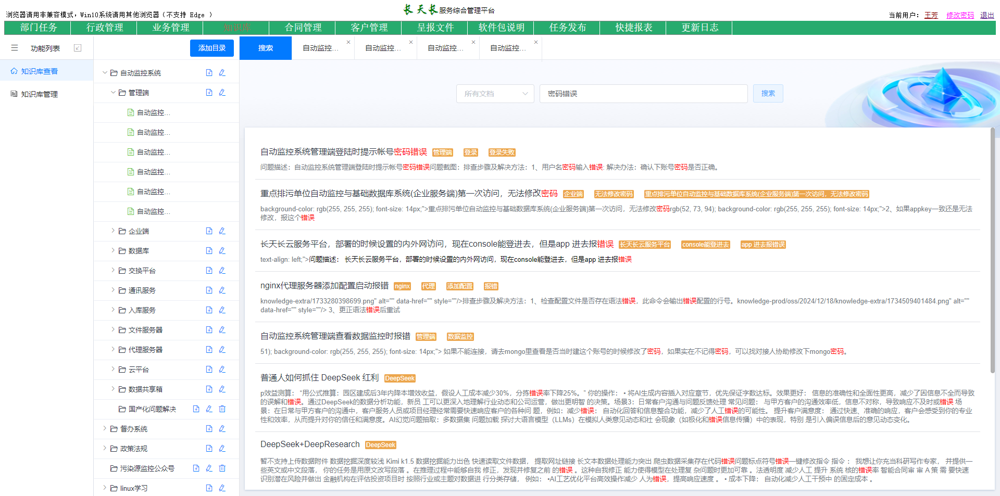 长天长服务综合管理平台
浏览器请用非兼容模式，Win10系统请用其他浏览器（不支持 Edge ）
当前用户： 王芳 修改密码 退出
部门任务 行政管理 业务管理 知识库 合同管理 客户管理 呈报文件 软件包说明 任务发布 快捷报表 更新日志
功能列表
知识库查看
知识库管理
添加目录
自动监控系统
管理端
自动监控...
自动监控...
自动监控...
自动监控...
自动监控...
自动监控...
企业端
数据库
交换平台
通讯服务
入库服务
文件服务器
代理服务器
云平台
数据共享箱
国产化问题解决
督办系统
政策法规
污染源监控公众号
linux学习
搜索 自动监控... × 自动监控... × 自动监控... × 自动监控... ×
所有文档 密码错误 搜索
自动监控系统管理端登陆时提示帐号密码错误 管理端 登录 登录失败
问题描述：自动监控系统管理端登陆时提示帐号密码错误问题截图：排查步骤及解决方法：1、用户名密码输入错误: 解决办法：确认下账号密码是否正确。
重点排污单位自动监控与基础数据库系统(企业服务端)第一次访问，无法修改密码 企业端 无法修改密码 重点排污单位自动监控与基础数据库系统(企业服务端)第一次访问，无法修改密码
background-color: rgb(255, 255, 255); font-size: 14px;">重点排污单位自动监控与基础数据库系统(企业服务端)第一次访问，无法修改密码rgb(52, 73, 94); background-color: rgb(255, 255, 255); font-size: 14px;">2、如果appkey一致还是无法
修改，报这个错误
长天长云服务平台，部署的时候设置的内外网访问，现在console能登进去，但是app 进去报错误 长天长云服务平台 console能登进去 app 进去报错误
text-align: left;">问题描述： 长天长云服务平台，部署的时候设置的内外网访问，现在console能登进去，但是app 进去报错误
nginx代理服务器添加配置启动报错 nginx 代理 添加配置 报错
knowledge-extra/1733280398699.png" alt="" data-href="" style=""/>排查步骤及解决方法：1、检查配置文件是否存在语法错误，此命令会输出错误配置的行号。knowledge-prod/oss/2024/12/18/knowledge-extra/1734509401484.png" alt=""
data-href="" style=""/> 3、更正语法错误后重试
自动监控系统管理端查看数据监控时报错 管理端 数据监控
51); background-color: rgb(255, 255, 255); font-size: 14px;"> 如果不能连接，请去mongo里查看是否当时建这个账号的时候修改了密码，如果实在不记得密码，可以找对接人协助修改下mongo密码。
普通人如何抓住 DeepSeek 红利 DeepSeek
p效益测算： “用公式推算：园区建成后3年内降本增效收益，假设人工成本减少30%，分拣错误率下降25%。” 你的操作： • 将AI生成内容插入对应章节，优先保证字数达标。效果更好： 信息的准确性和全面性更高，减少了因信息不全而导致
的误解和错误。通过DeepSeek的数据分析功能，新员 工可以更深入地理解行业动态和公司运营，做出更明智 的决策。场景3：日常客户沟通与问题反馈处理 常见问题： 与甲方客户的沟通效率低，信息不对称，导致响应不及时或错误 场
景：在日常与甲方客户的沟通中，客户服务人员或项目经理经常需要快速响应客户的各种问 题，例如：减少错误： 自动化回答和信息整合功能，减少了人工错误的可能性。 提升客户满意度： 通过快速、准确的响应，客户会感受到你的专业
性和效率，从而提升对你的信任和满意度。AI幻觉问题抽取：多数据集 问题加载 探讨大语言模型（LLMs）在模拟人类意见动态和社 会现象（如极化和错误信息传播）中的表现，特别 是引入偏误信息后的意见动态变化。
DeepSeek+DeepResearch DeepSeek
暂不支持上传数据附件 数据挖掘深度较浅 Kimi k1.5 数据挖掘能力出色 快速读取文件数据， 提取网址链接 长文本数据处理能力突出 爬虫数据采集存在代码错误问题标点符号错误一键修改指令 指令 ： 我想让你充当科研写作专家， 并提供一
些英文或中文段落， 你的任务是用原文改写段落 。在推理过程中能够自我 修正，发现并修复之前 的错误 。这种自我修正 能力使得模型在处理复 杂问题时更加可靠 。法透明度 减少人工 提升 系统 核的错误率 智能合同审 审 A 策 需 要快速
识别潜在风险并做出 金融机构在评估投资项目时 按照行业或主题对数据进 行分类存储， 例如： •AI工艺优化平台高效操作减少 人为错误，提高响应速度 。 • 成本下降： 自动化减少人工干预中 的固定成本 。